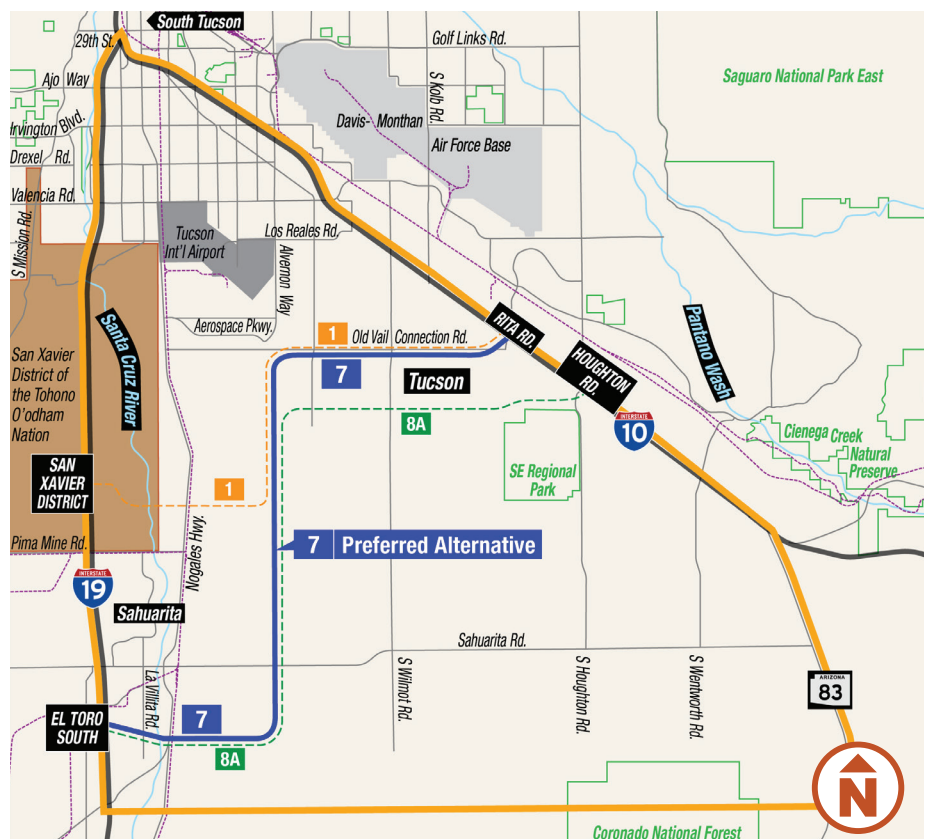 South Tucson
29th St.
Golf Links Rd.
Ajo Way
S Kolb Rd.
Saguaro National Park East
Irvington Blvd.
Davis- Monthan
Air Force Base
Drexel Rd.
Valencia Rd.
S Mission Rd.
Tucson
Int'l Airport
Los Reales Rd.
Alvernon Way
Aerospace Pkwy.
1
Old Vail Connection Rd.
RITA RD.
Pantano Wash
7
Tucson
HOUGHTON
RD.
Santa Cruz River
San Xavier
District of
the Tohono
O'odham
Nation
8A
INTERSTATE
10
Cienega Creek
Natural
Preserve
SAN
XAVIER
DISTRICT
1
SE Regional
Park
Pima Mine Rd.
Nogales Hwy.
7 Preferred Alternative
INTERSTATE
19
Sahuarita
Sahuarita Rd.
La Villita Rd.
S Wilmot Rd.
S Houghton Rd.
S Wentworth Rd.
ARIZONA
83
EL TORO
SOUTH
7
8A
N
Coronado National Forest